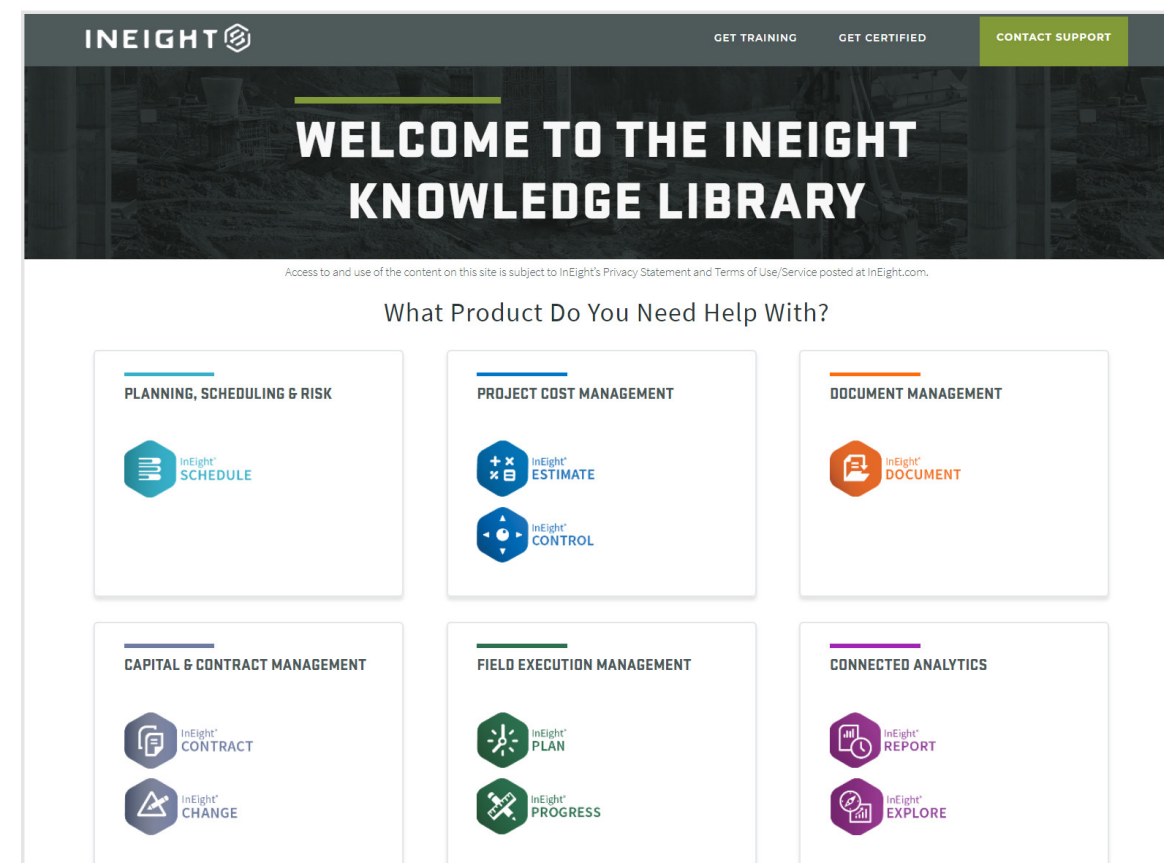 INEIGHT
GET TRAINING
GET CERTIFIED
CONTACT SUPPORT
WELCOME TO THE INEIGHT
KNOWLEDGE LIBRARY
Access to and use of the content on this site is subject to InEight's Privacy Statement and Terms of Use/Service posted at InEight.com.
What Product Do You Need Help With?
PLANNING, SCHEDULING & RISK
InEight®
SCHEDULE
PROJECT COST MANAGEMENT
InEight®
ESTIMATE
InEight®
CONTROL
DOCUMENT MANAGEMENT
InEight®
DOCUMENT
CAPITAL & CONTRACT MANAGEMENT
InEight®
CONTRACT
InEight®
CHANGE
FIELD EXECUTION MANAGEMENT
InEight®
PLAN
InEight®
PROGRESS
CONNECTED ANALYTICS
InEight®
REPORT
InEight®
EXPLORE